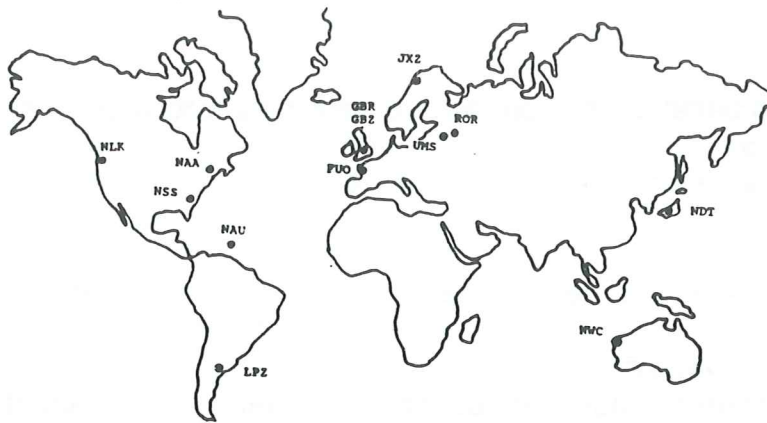 JXZ
GBR
GBZ
ROR
UMS
NLK
NAA
FUO
NSS
NDT
NAU
NWC
LPZ